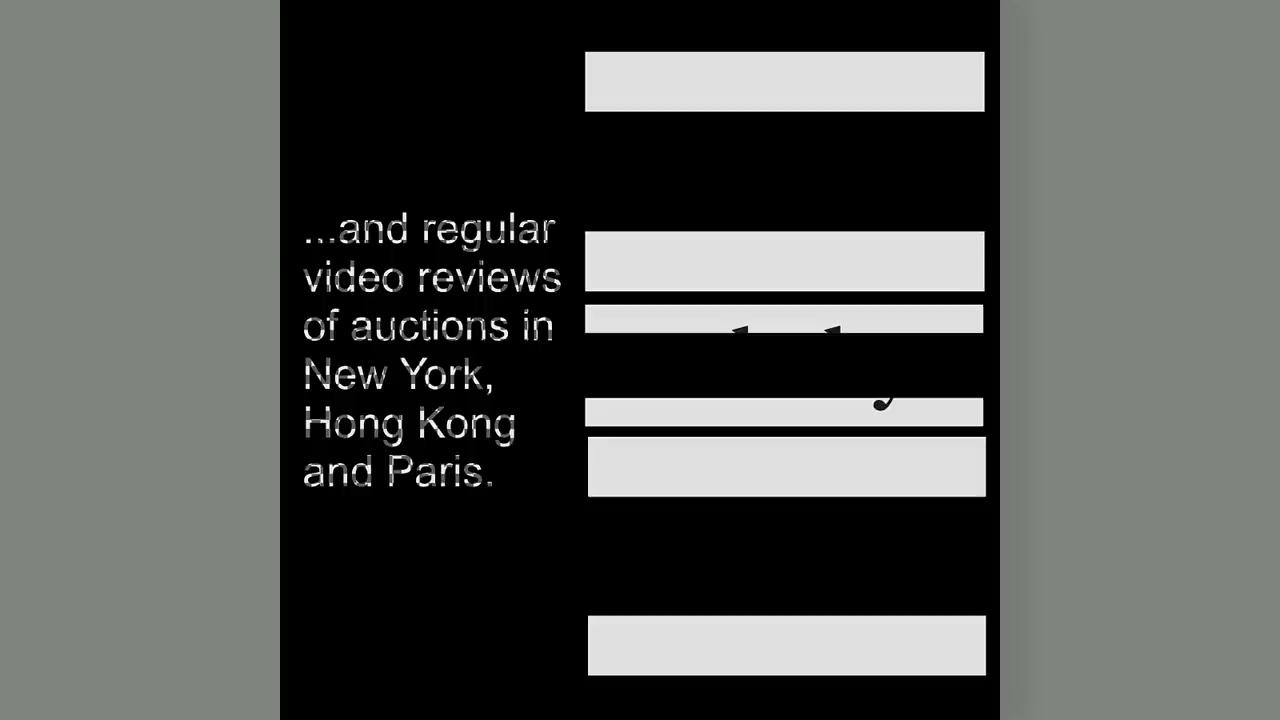 ...and regular
video reviews
of auctions in
New York,
Hong Kong
and Paris.